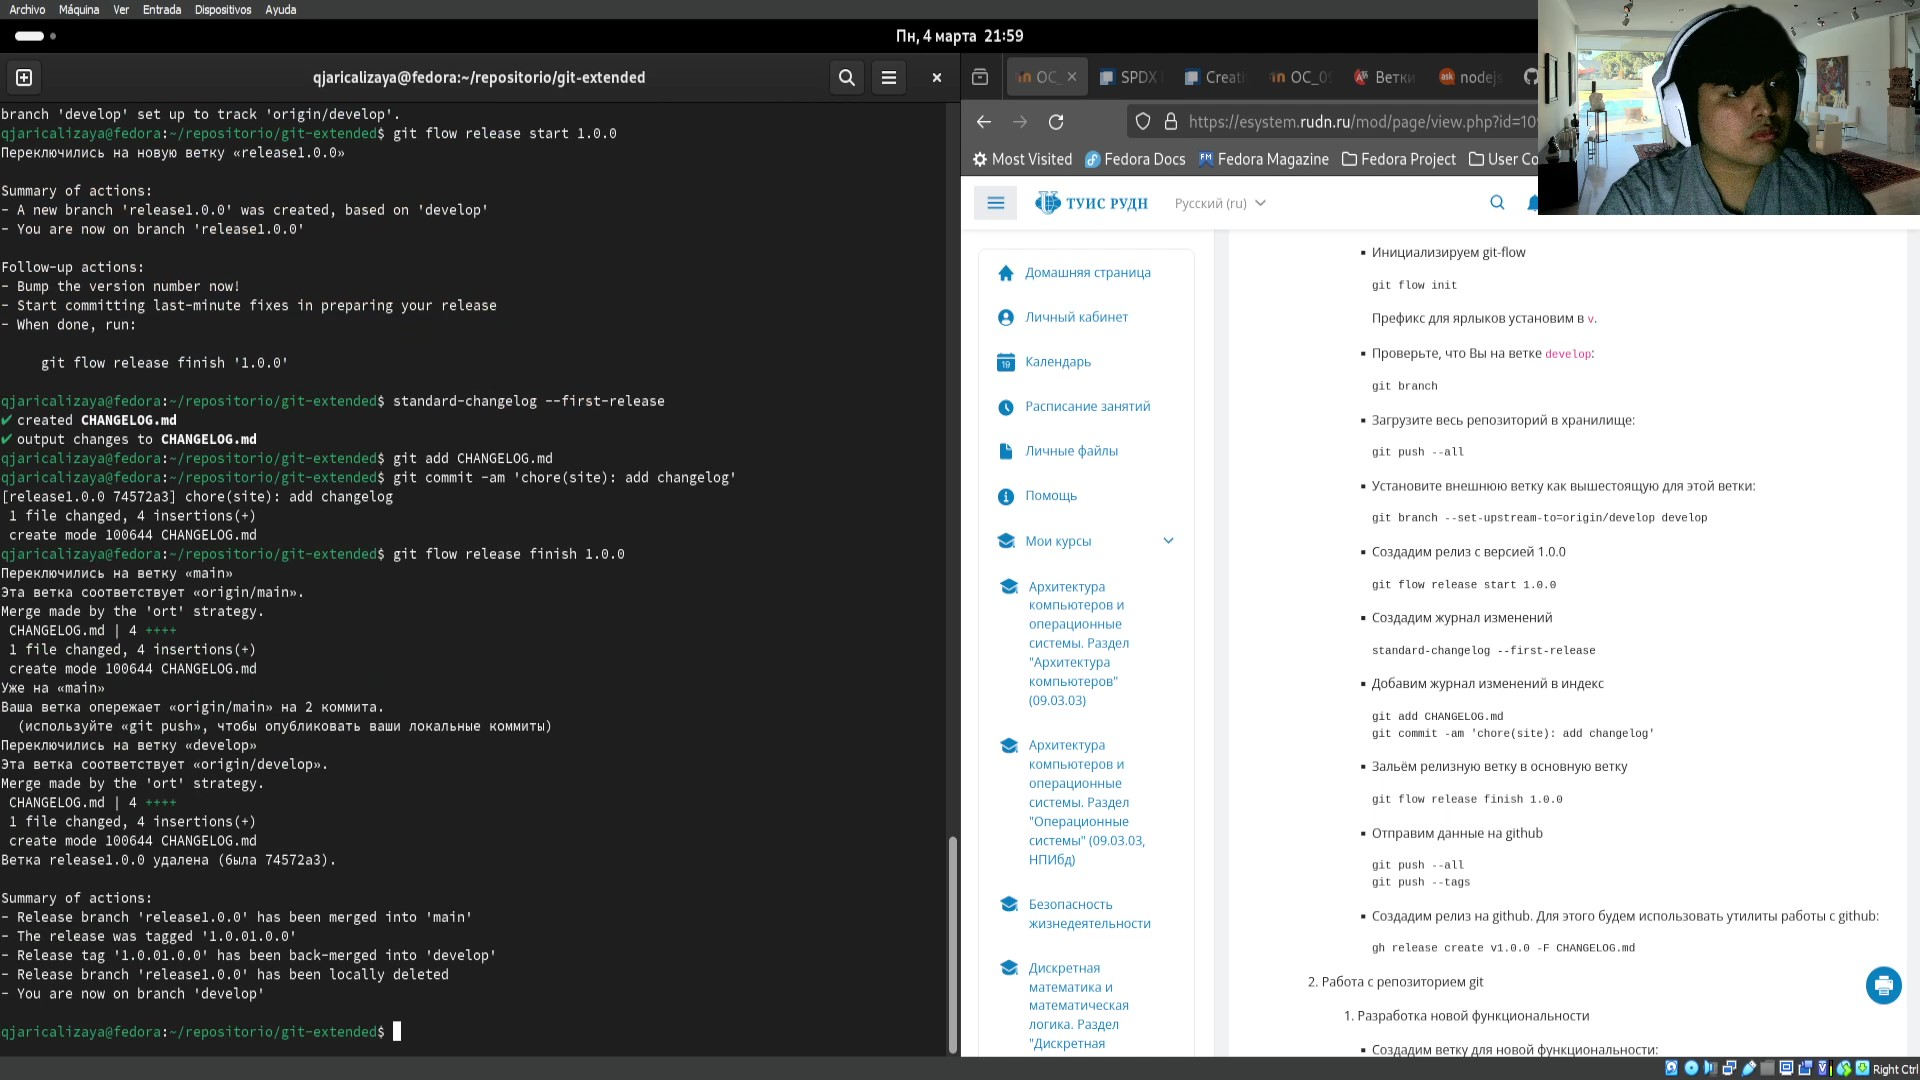 Archivo Máquina Ver Entrada Dispositivos Ayuda
Пн, 4 марта 21:59
qjaricalizaya@fedora:~/repositorio/git-extended
branch 'develop' set up to track 'origin/develop'.
qjaricalizaya@fedora:~/repositorio/git-extended$ git flow release start 1.0.0
Переключились на новую ветку «release1.0.0»
Summary of actions:
- A new branch 'release1.0.0' was created, based on 'develop'
- You are now on branch 'release1.0.0'
Follow-up actions:
- Bump the version number now!
- Start committing last-minute fixes in preparing your release
- When done, run:
git flow release finish '1.0.0'
qjaricalizaya@fedora:~/repositorio/git-extended$ standard-changelog --first-release
✔ created CHANGELOG.md
✔ output changes to CHANGELOG.md
qjaricalizaya@fedora:~/repositorio/git-extended$ git add CHANGELOG.md
qjaricalizaya@fedora:~/repositorio/git-extended$ git commit -am 'chore(site): add changelog'
[release1.0.0 74572a3] chore(site): add changelog
1 file changed, 4 insertions(+)
create mode 100644 CHANGELOG.md
qjaricalizaya@fedora:~/repositorio/git-extended$ git flow release finish 1.0.0
Переключились на ветку «main»
Эта ветка соответствует «origin/main».
Merge made by the 'ort' strategy.
CHANGELOG.md | 4 ++++
1 file changed, 4 insertions(+)
create mode 100644 CHANGELOG.md
Уже на «main»
Ваша ветка опережает «origin/main» на 2 коммита.
(используйте «git push», чтобы опубликовать ваши локальные коммиты)
Переключились на ветку «develop»
Эта ветка соответствует «origin/develop».
Merge made by the 'ort' strategy.
CHANGELOG.md | 4 ++++
1 file changed, 4 insertions(+)
create mode 100644 CHANGELOG.md
Ветка release1.0.0 удалена (была 74572a3).
Summary of actions:
- Release branch 'release1.0.0' has been merged into 'main'
- The release was tagged '1.0.01.0.0'
- Release tag '1.0.01.0.0' has been back-merged into 'develop'
- Release branch 'release1.0.0' has been locally deleted
- You are now on branch 'develop'
qjaricalizaya@fedora:~/repositorio/git-extended$
ОС_ SPDX Creati ОС_05 Ветки ask nodejs
https://esystem.rudn.ru/mod/page/view.php?id=109
Most Visited Fedora Docs FM Fedora Magazine Fedora Project User Co
ТУИС РУДН Русский (ru)
Домашняя страница
Личный кабинет
19 Календарь
Расписание занятий
Личные файлы
Помощь
Мои курсы
Архитектура
компьютеров и
операционные
системы. Раздел
"Архитектура
компьютеров"
(09.03.03)
Архитектура
компьютеров и
операционные
системы. Раздел
"Операционные
системы" (09.03.03,
НПИбд)
Безопасность
жизнедеятельности
Дискретная
математика и
математическая
логика. Раздел
"Дискретная
▪ Инициализируем git-flow
git flow init
Префикс для ярлыков установим в v.
▪ Проверьте, что Вы на ветке develop:
git branch
▪ Загрузите весь репозиторий в хранилище:
git push --all
▪ Установите внешнюю ветку как вышестоящую для этой ветки:
git branch --set-upstream-to=origin/develop develop
▪ Создадим релиз с версией 1.0.0
git flow release start 1.0.0
▪ Создадим журнал изменений
standard-changelog --first-release
▪ Добавим журнал изменений в индекс
git add CHANGELOG.md
git commit -am 'chore(site): add changelog'
▪ Зальём релизную ветку в основную ветку
git flow release finish 1.0.0
▪ Отправим данные на github
git push --all
git push --tags
▪ Создадим релиз на github. Для этого будем использовать утилиты работы с github:
gh release create v1.0.0 -F CHANGELOG.md
2. Работа с репозиторием git
1. Разработка новой функциональности
▪ Создадим ветку для новой функциональности:
Right Ctrl